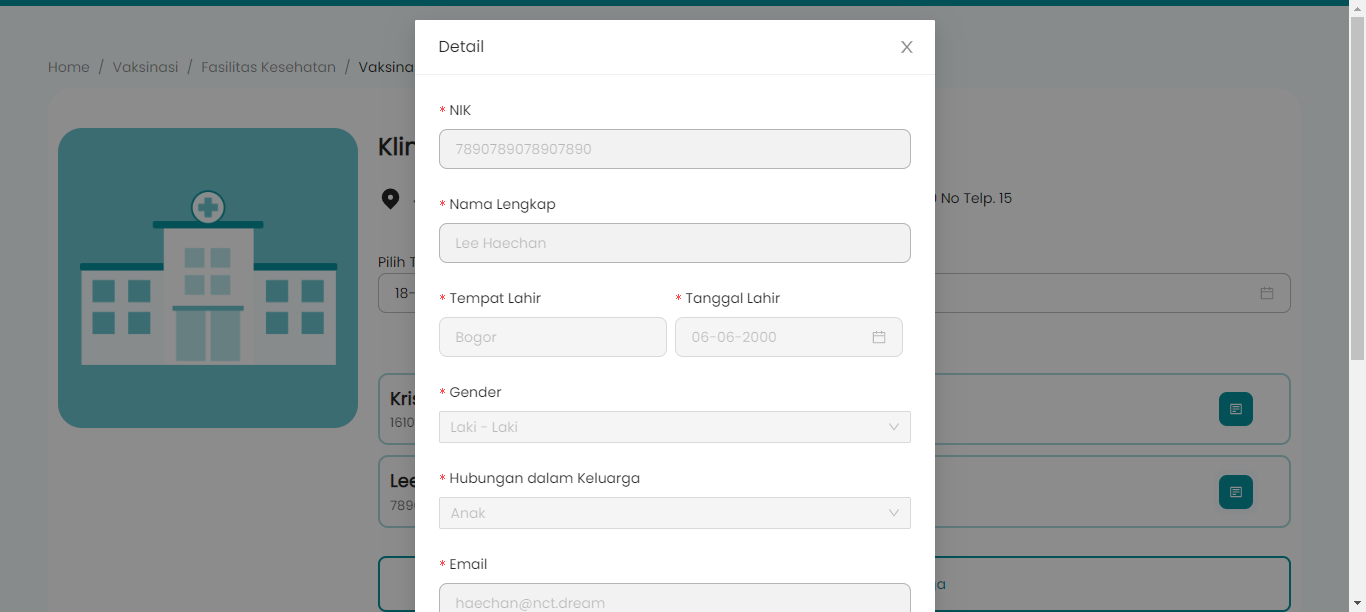 Detail
Home / Vaksinasi / Fasilitas Kesehatan / Vaksina
* NIK
7890789078907890
Klin
* Nama Lengkap
No Telp. 15
Lee Haechan
Pilih T
* Tempat Lahir
* Tanggal Lahir
18-
Bogor
06-06-2000
* Gender
Kris
1610
Laki - Laki
* Hubungan dalam Keluarga
Lee
789
Anak
* Email
ga
haechan@nct.dream